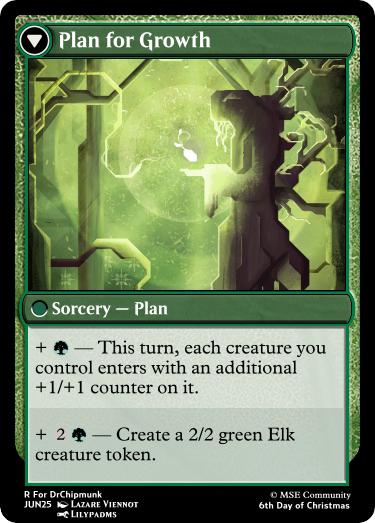 Plan for Growth
Sorcery — Plan
+ — This turn, each creature you
control enters with an additional
+1/+1 counter on it.
+ 2 — Create a 2/2 green Elk
creature token.
R For DrChipmunk
JUN25 Lazare Viennot
Lilypadms
© MSE Community
6th Day of Christmas